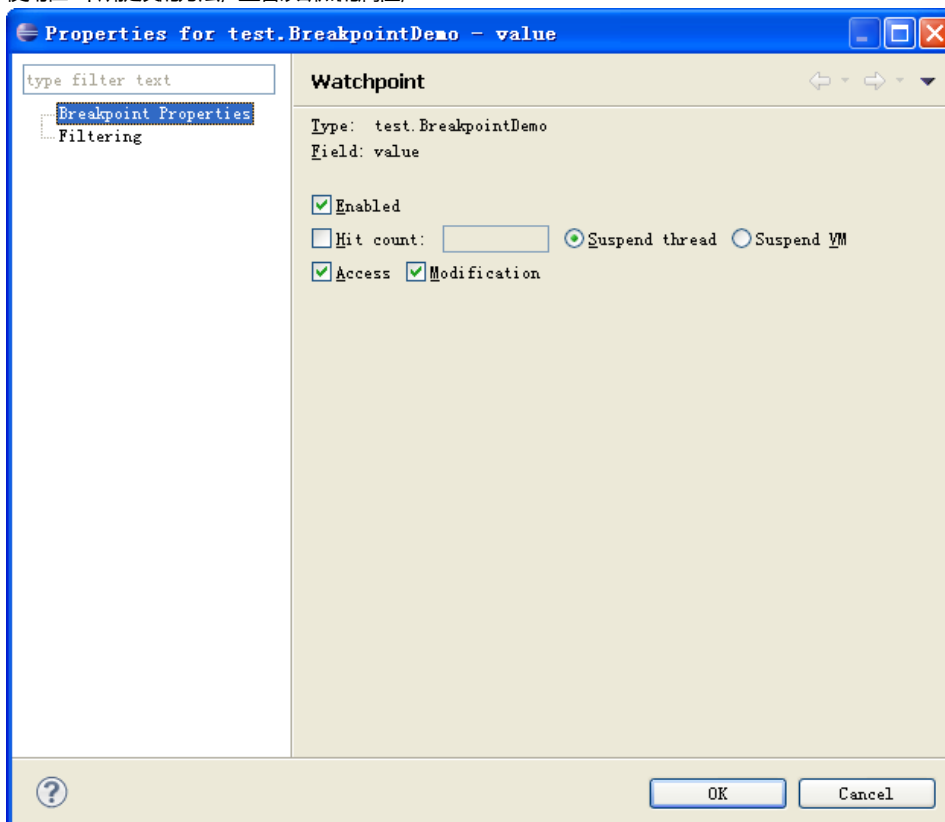 Properties for test.BreakpointDemo - value
type filter text
Breakpoint Properties
Filtering
Watchpoint
Type: test.BreakpointDemo
Field: value
Enabled
Hit count: Suspend thread Suspend VM
Access Modification
OK Cancel